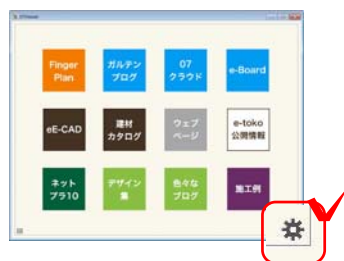 Finger
Plan
ガルテン
ブログ
07
クラウド
e-Board
eE-CAD
建材
カタログ
ウェブ
ページ
e-toko
公開情報
ネット
プラ10
デザイン
集
色々な
ブログ
施工例